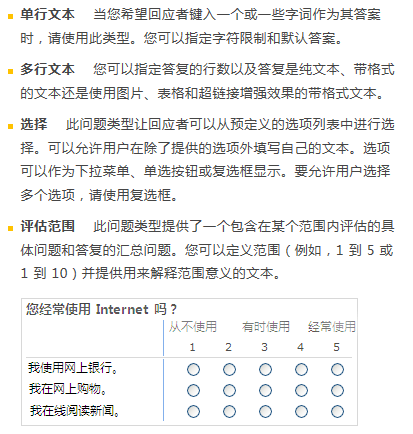 单行文本 当您希望回应者键入一个或一些字词作为其答案
时，请使用此类型。您可以指定字符限制和默认答案。
多行文本 您可以指定答复的行数以及答复是纯文本、带格式
的文本还是使用图片、表格和超链接增强效果的带格式文本。
选择 此问题类型让回应者可以从预定义的选项列表中进行选
择。可以允许用户在除了提供的选项外填写自己的文本。选项
可以作为下拉菜单、单选按钮或复选框显示。要允许用户选择
多个选项，请使用复选框。
评估范围 此问题类型提供了一个包含在某个范围内评估的具
体问题和答复的汇总问题。您可以定义范围（例如，1 到 5 或
1 到 10）并提供用来解释范围意义的文本。
您经常使用 Internet 吗？
从不使用 有时使用 经常使用
1 2 3 4 5
我使用网上银行。
我在网上购物。
我在线阅读新闻。